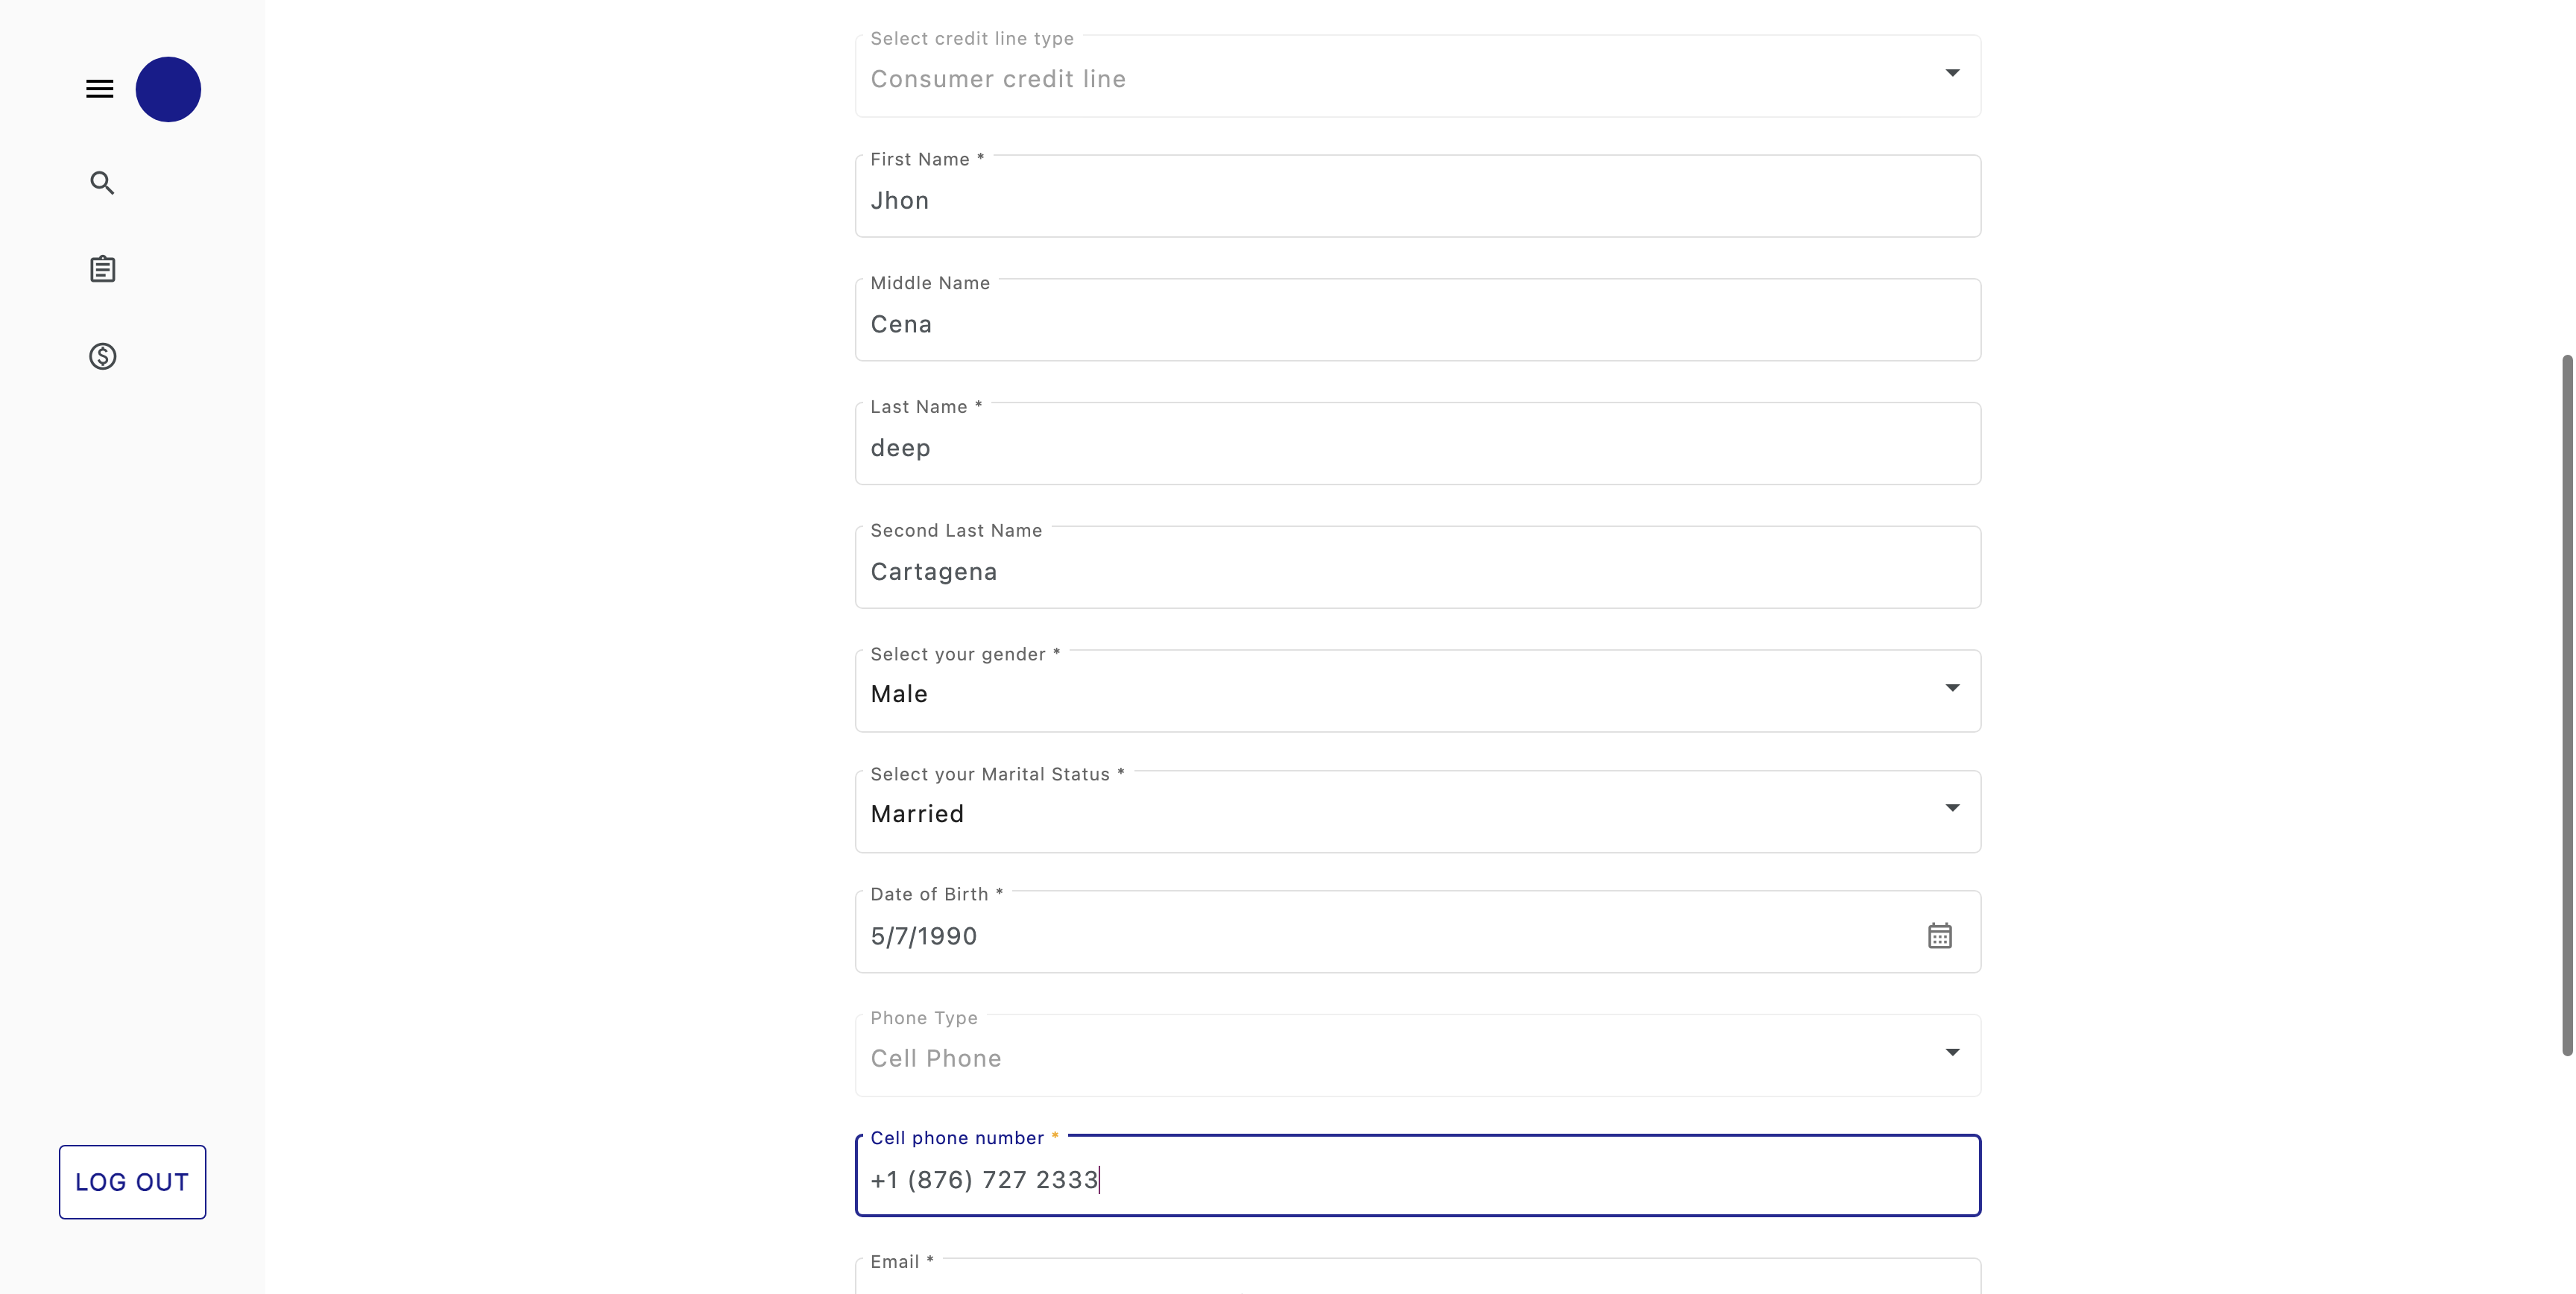 Select credit line type
Consumer credit line
First Name *
Jhon
Middle Name
Cena
Last Name *
deep
Second Last Name
Cartagena
Select your gender *
Male
Select your Marital Status *
Married
Date of Birth *
5/7/1990
Phone Type
Cell Phone
Cell phone number *
+1 (876) 727 2333
LOG OUT
Email *